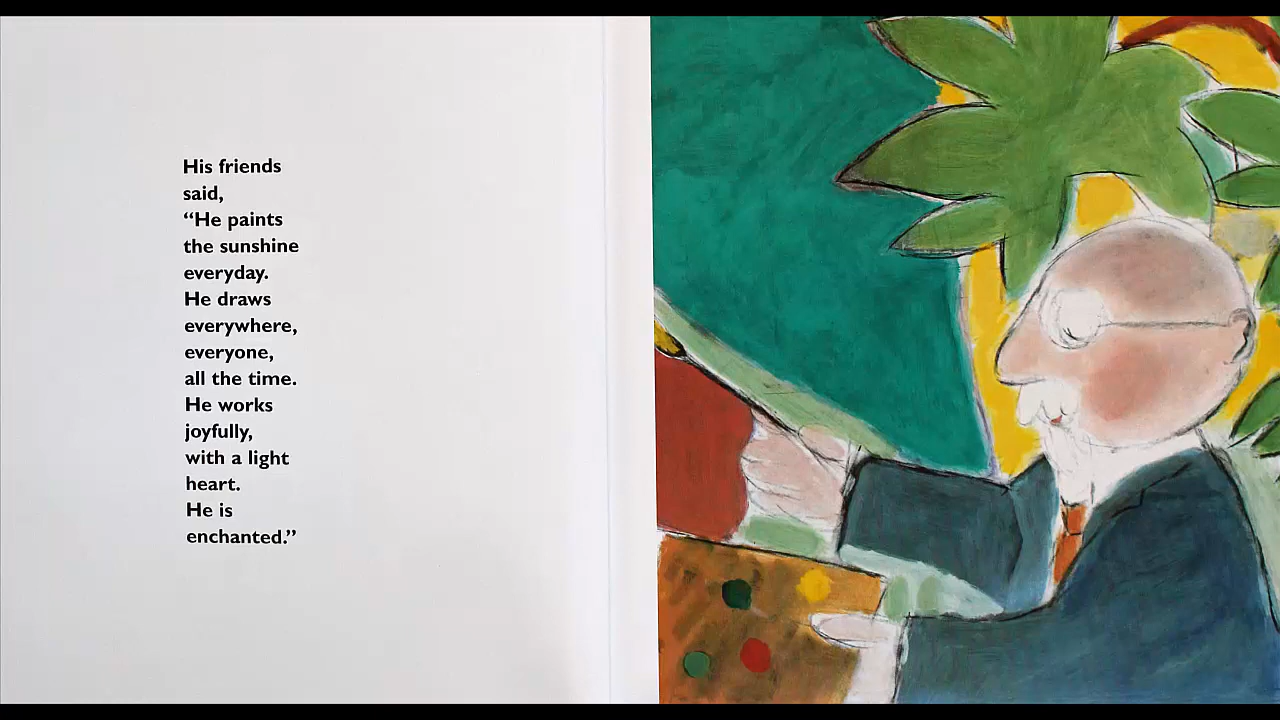 His friends
said,
“He paints
the sunshine
everyday.
He draws
everywhere,
everyone,
all the time.
He works
joyfully,
with a light
heart.
He is
enchanted.”